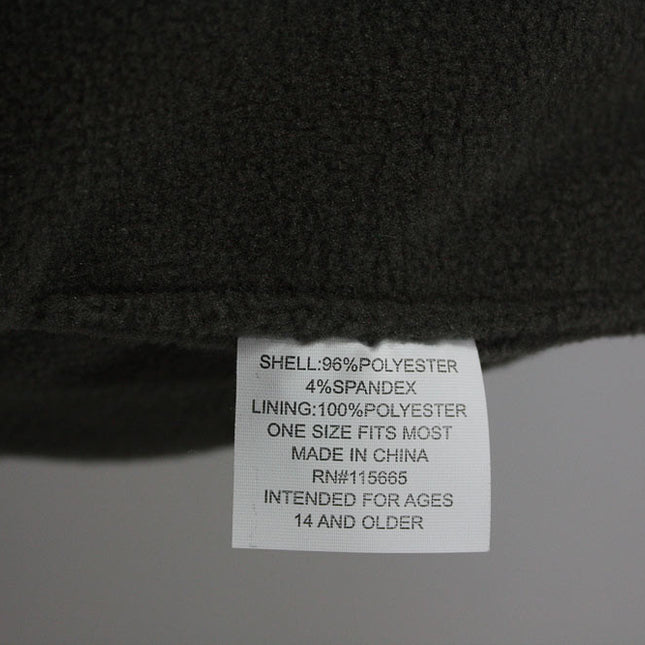 SHELL:96%POLYESTER
4%SPANDEX
LINING:100%POLYESTER
ONE SIZE FITS MOST
MADE IN CHINA
RN#115665
INTENDED FOR AGES
14 AND OLDER